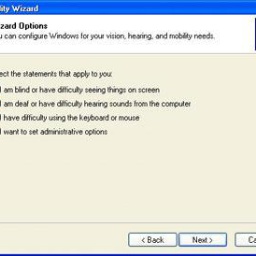 lity Wizard
zard Options
u can configure Windows for your vision, hearing, and mobility needs.
ect the statements that apply to you:
I am blind or have difficulty seeing things on screen
I am deaf or have difficulty hearing sounds from the computer
I have difficulty using the keyboard or mouse
I want to set administrative options
< Back
Next >
Ca